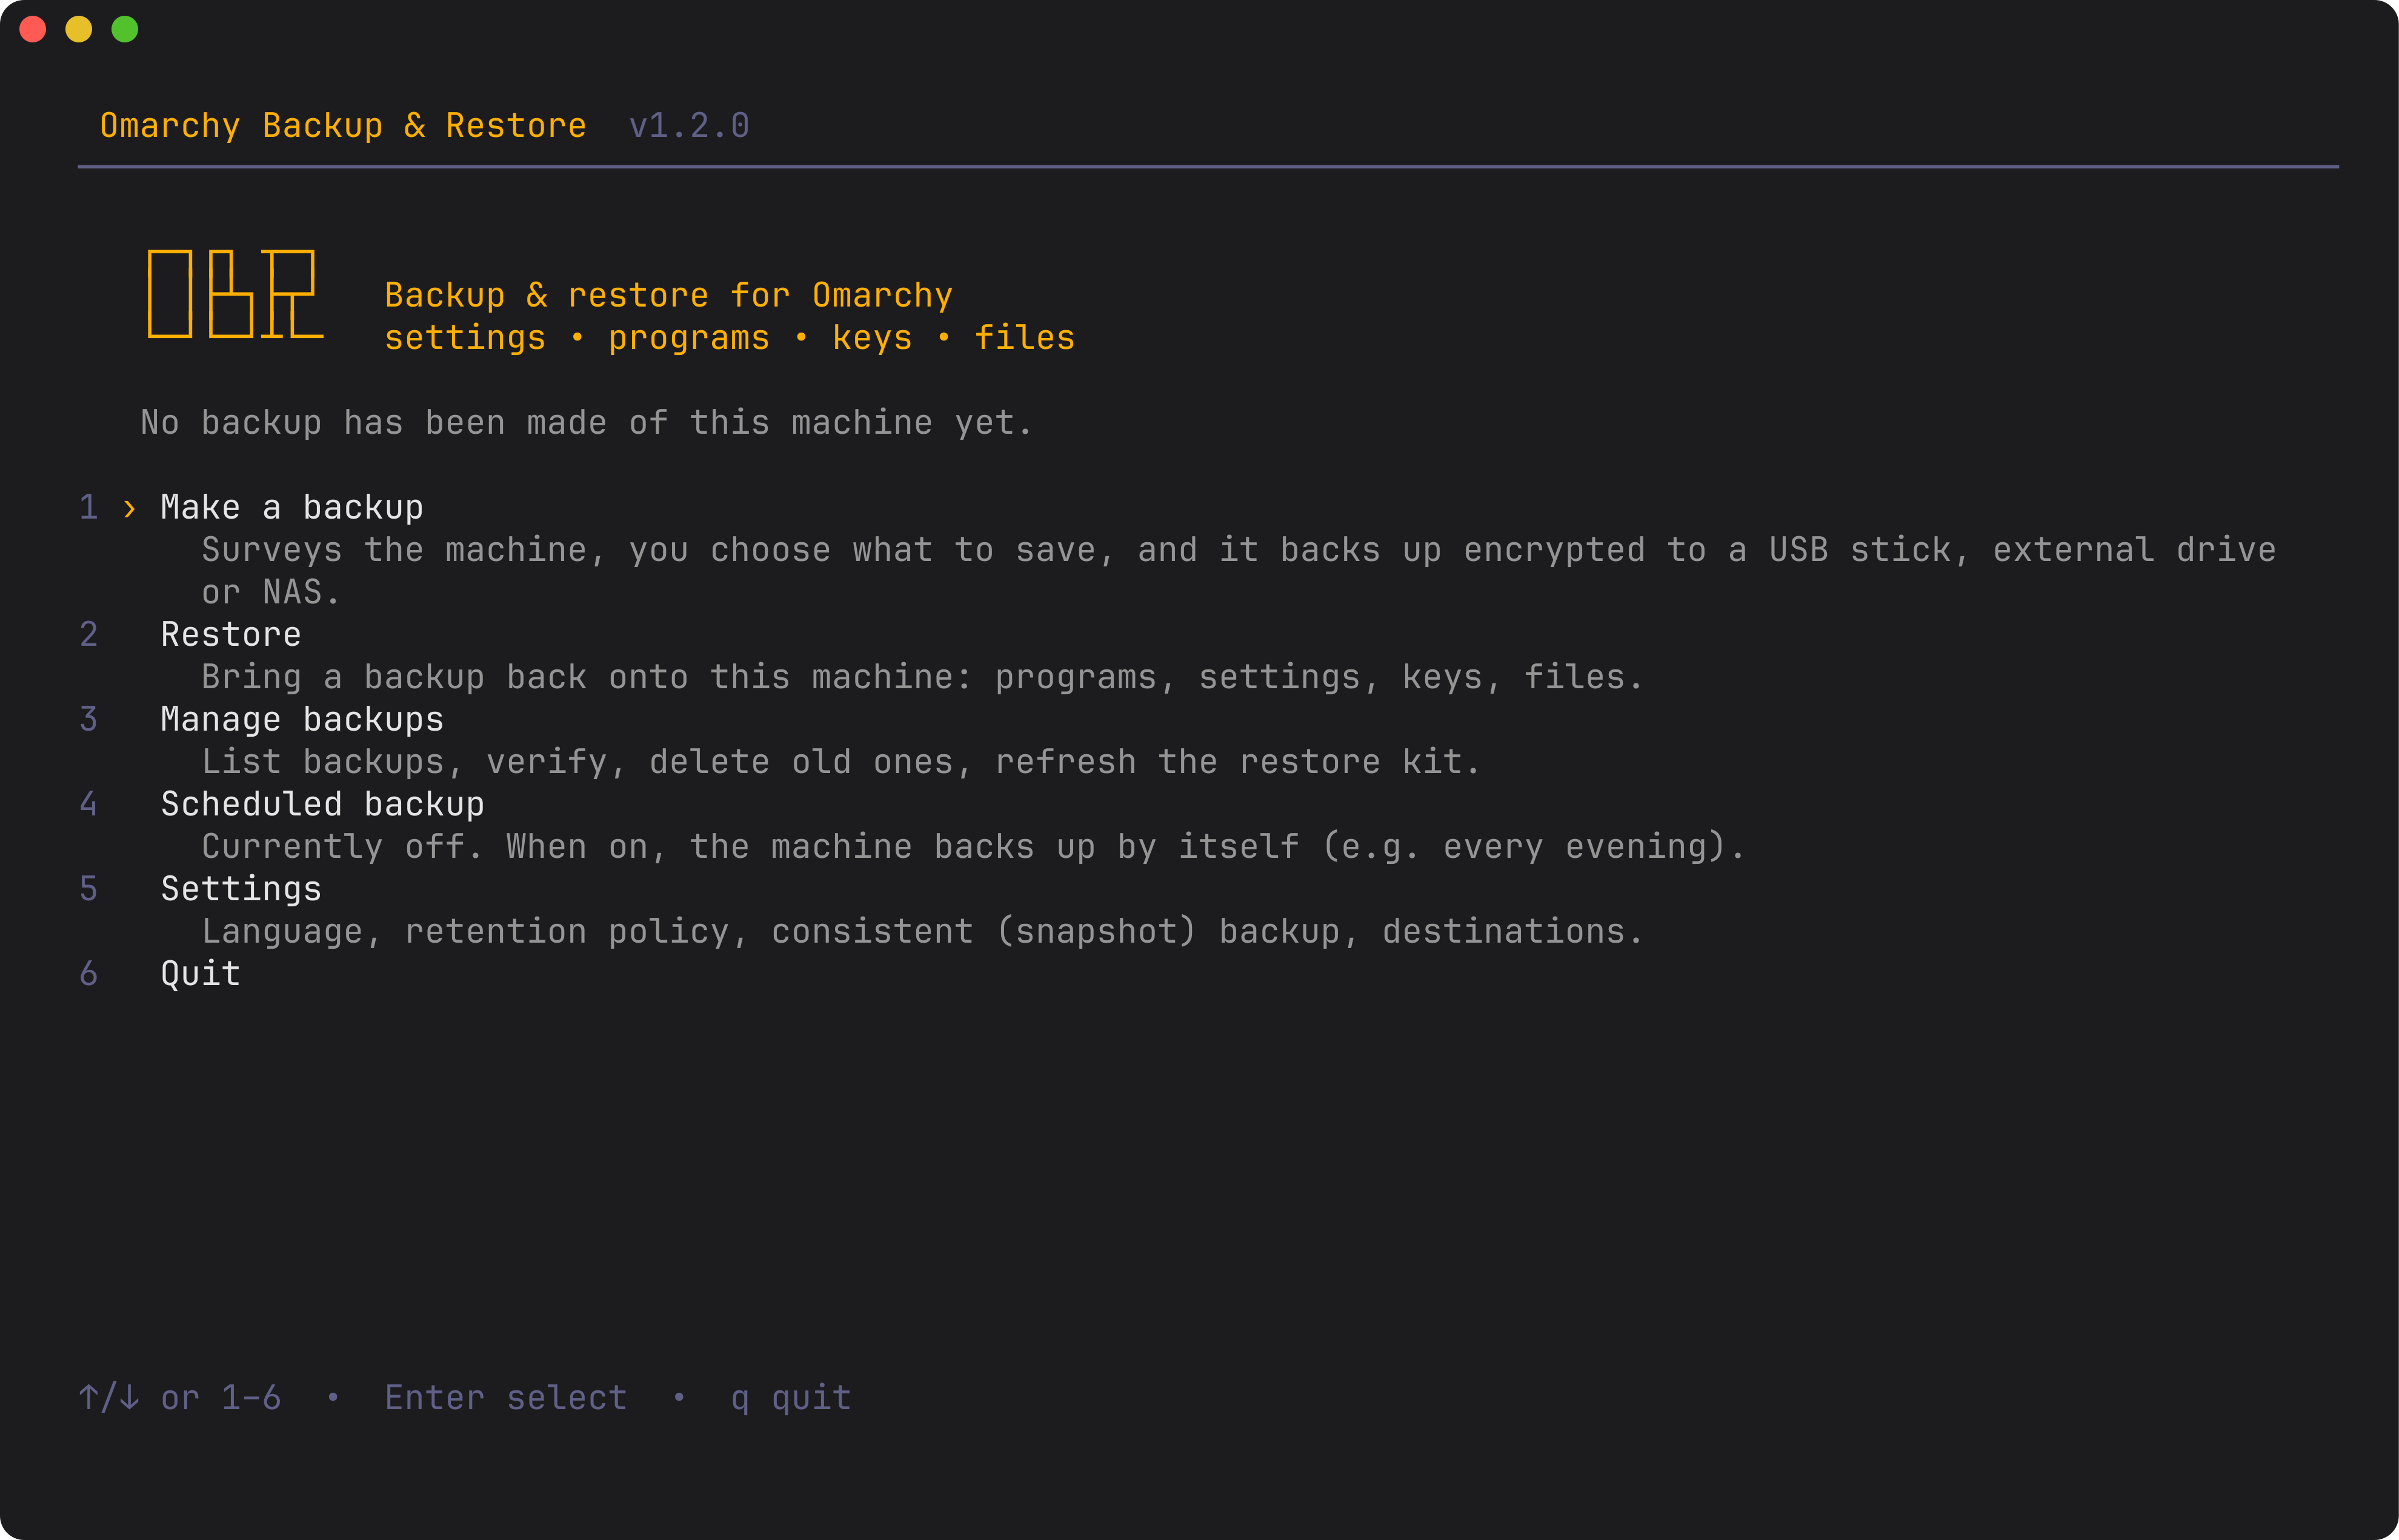 Omarchy Backup & Restore  v1.2.0
OBR
Backup & restore for Omarchy
settings • programs • keys • files
No backup has been made of this machine yet.
1 › Make a backup
Surveys the machine, you choose what to save, and it backs up encrypted to a USB stick, external drive
or NAS.
2 Restore
Bring a backup back onto this machine: programs, settings, keys, files.
3 Manage backups
List backups, verify, delete old ones, refresh the restore kit.
4 Scheduled backup
Currently off. When on, the machine backs up by itself (e.g. every evening).
5 Settings
Language, retention policy, consistent (snapshot) backup, destinations.
6 Quit
↑/↓ or 1–6 • Enter select • q quit